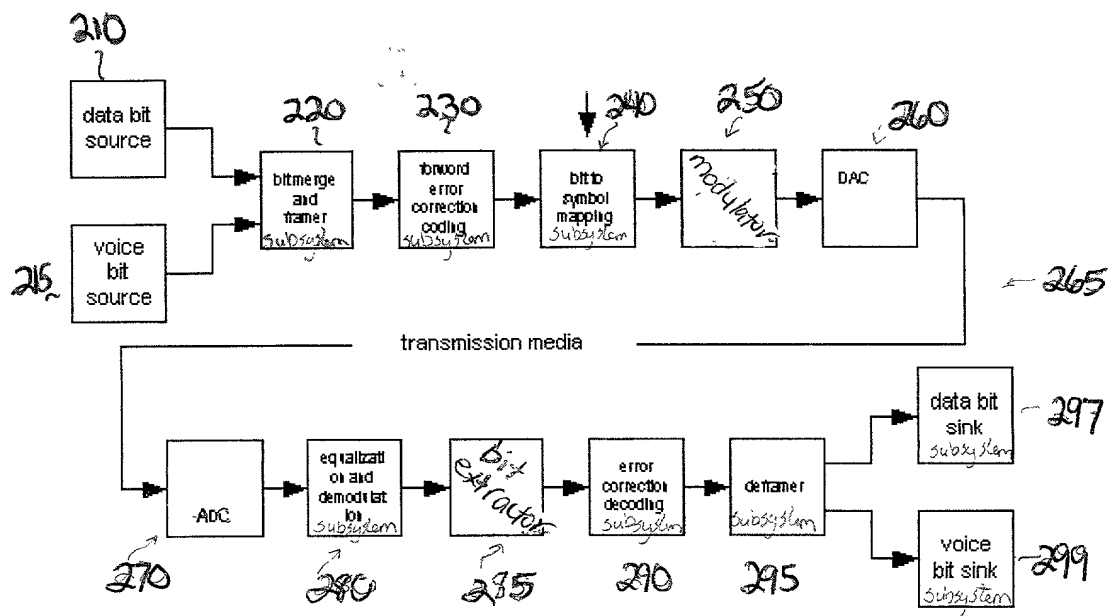 210
data bit
source
220
230
240
250
260
bitmerge
and
framer
subsystem
forword
error
correction
coding
subsystem
bit to
symbol
mapping
subsystem
modulator
DAC
215
voice
bit
source
265
transmission media
-ADC
equalizati
on and
demodulat
ion
subsystem
bit
extractor
error
correction
decoding
subsystem
deframer
subsystem
data bit
sink
subsystem
297
voice
bit sink
subsystem
299
270
280
285
290
295